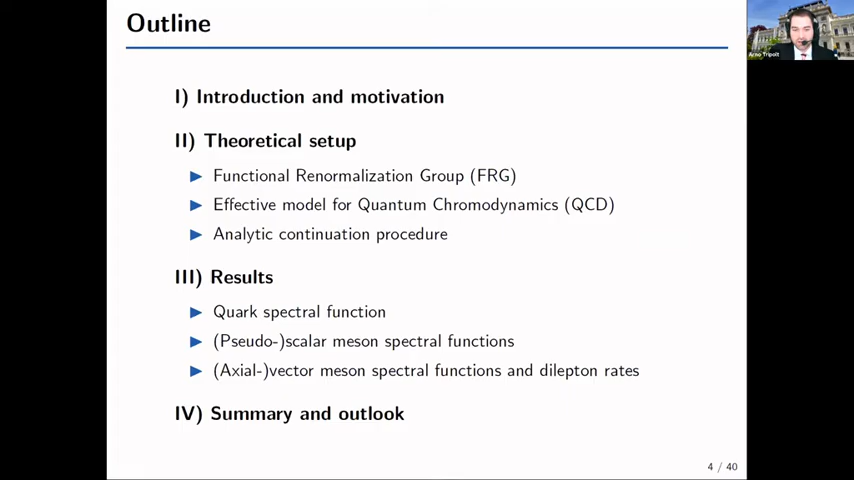 Outline
I) Introduction and motivation
II) Theoretical setup
▶ Functional Renormalization Group (FRG)
▶ Effective model for Quantum Chromodynamics (QCD)
▶ Analytic continuation procedure
III) Results
▶ Quark spectral function
▶ (Pseudo-)scalar meson spectral functions
▶ (Axial-)vector meson spectral functions and dilepton rates
IV) Summary and outlook
4 / 40
Arno Tripolt